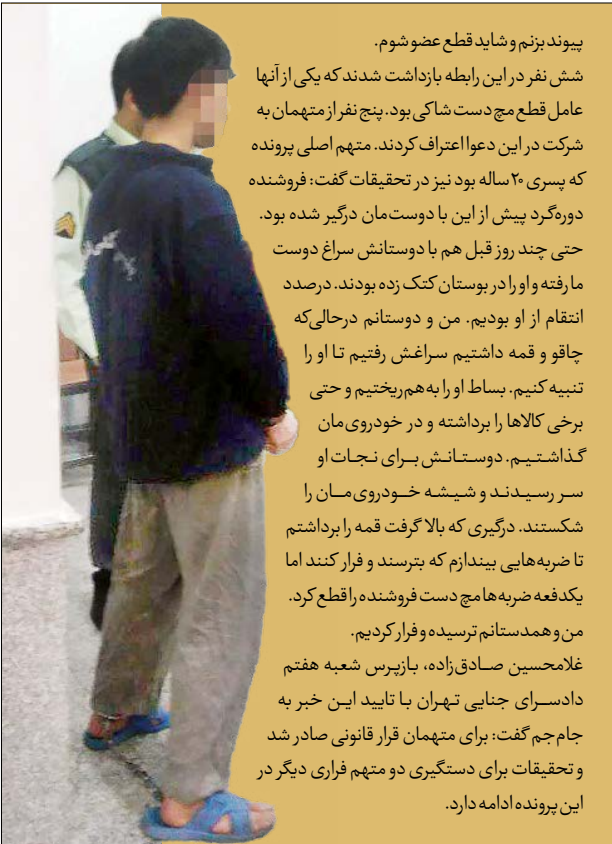 پیوند بزنم و شاید قطع عضو شوم.
شش نفر در این رابطه بازداشت شدند که یکی از آنها
عامل قطع مچ دست شاکی بود. پنج نفر از متهمان به
شرکت در این دعوا اعتراف کردند. متهم اصلی پرونده
که پسری ۲۰ ساله بود نیز در تحقیقات گفت: فروشنده
دوره‌گرد پیش از این با دوست‌مان درگیر شده بود.
حتی چند روز قبل هم با دوستانش سراغ دوست
ما رفته و او را در بوستان کتک زده بودند. درصدد
انتقام از او بودیم. من و دوستانم درحالی‌که
چاقو و قمه داشتیم سراغش رفتیم تا او را
تنبیه کنیم. بساط او را به‌هم ریختیم و حتی
برخی کالاها را برداشته و در خودروی‌مان
گذاشتیم. دوستانش برای نجات او
سر رسیدند و شیشه خودروی‌مان را
شکستند. درگیری که بالا گرفت قمه را برداشتم
تا ضربه‌هایی بیندازم که بترسند و فرار کنند اما
یکدفعه ضربه‌ها مچ دست فروشنده را قطع کرد.
من و همدستانم ترسیده و فرار کردیم.
غلامحسین صادق‌زاده، بازپرس شعبه هفتم
دادسرای جنایی تهران با تایید این خبر به
جام‌جم گفت: برای متهمان قرار قانونی صادر شد
و تحقیقات برای دستگیری دو متهم فراری دیگر در
این پرونده ادامه دارد.